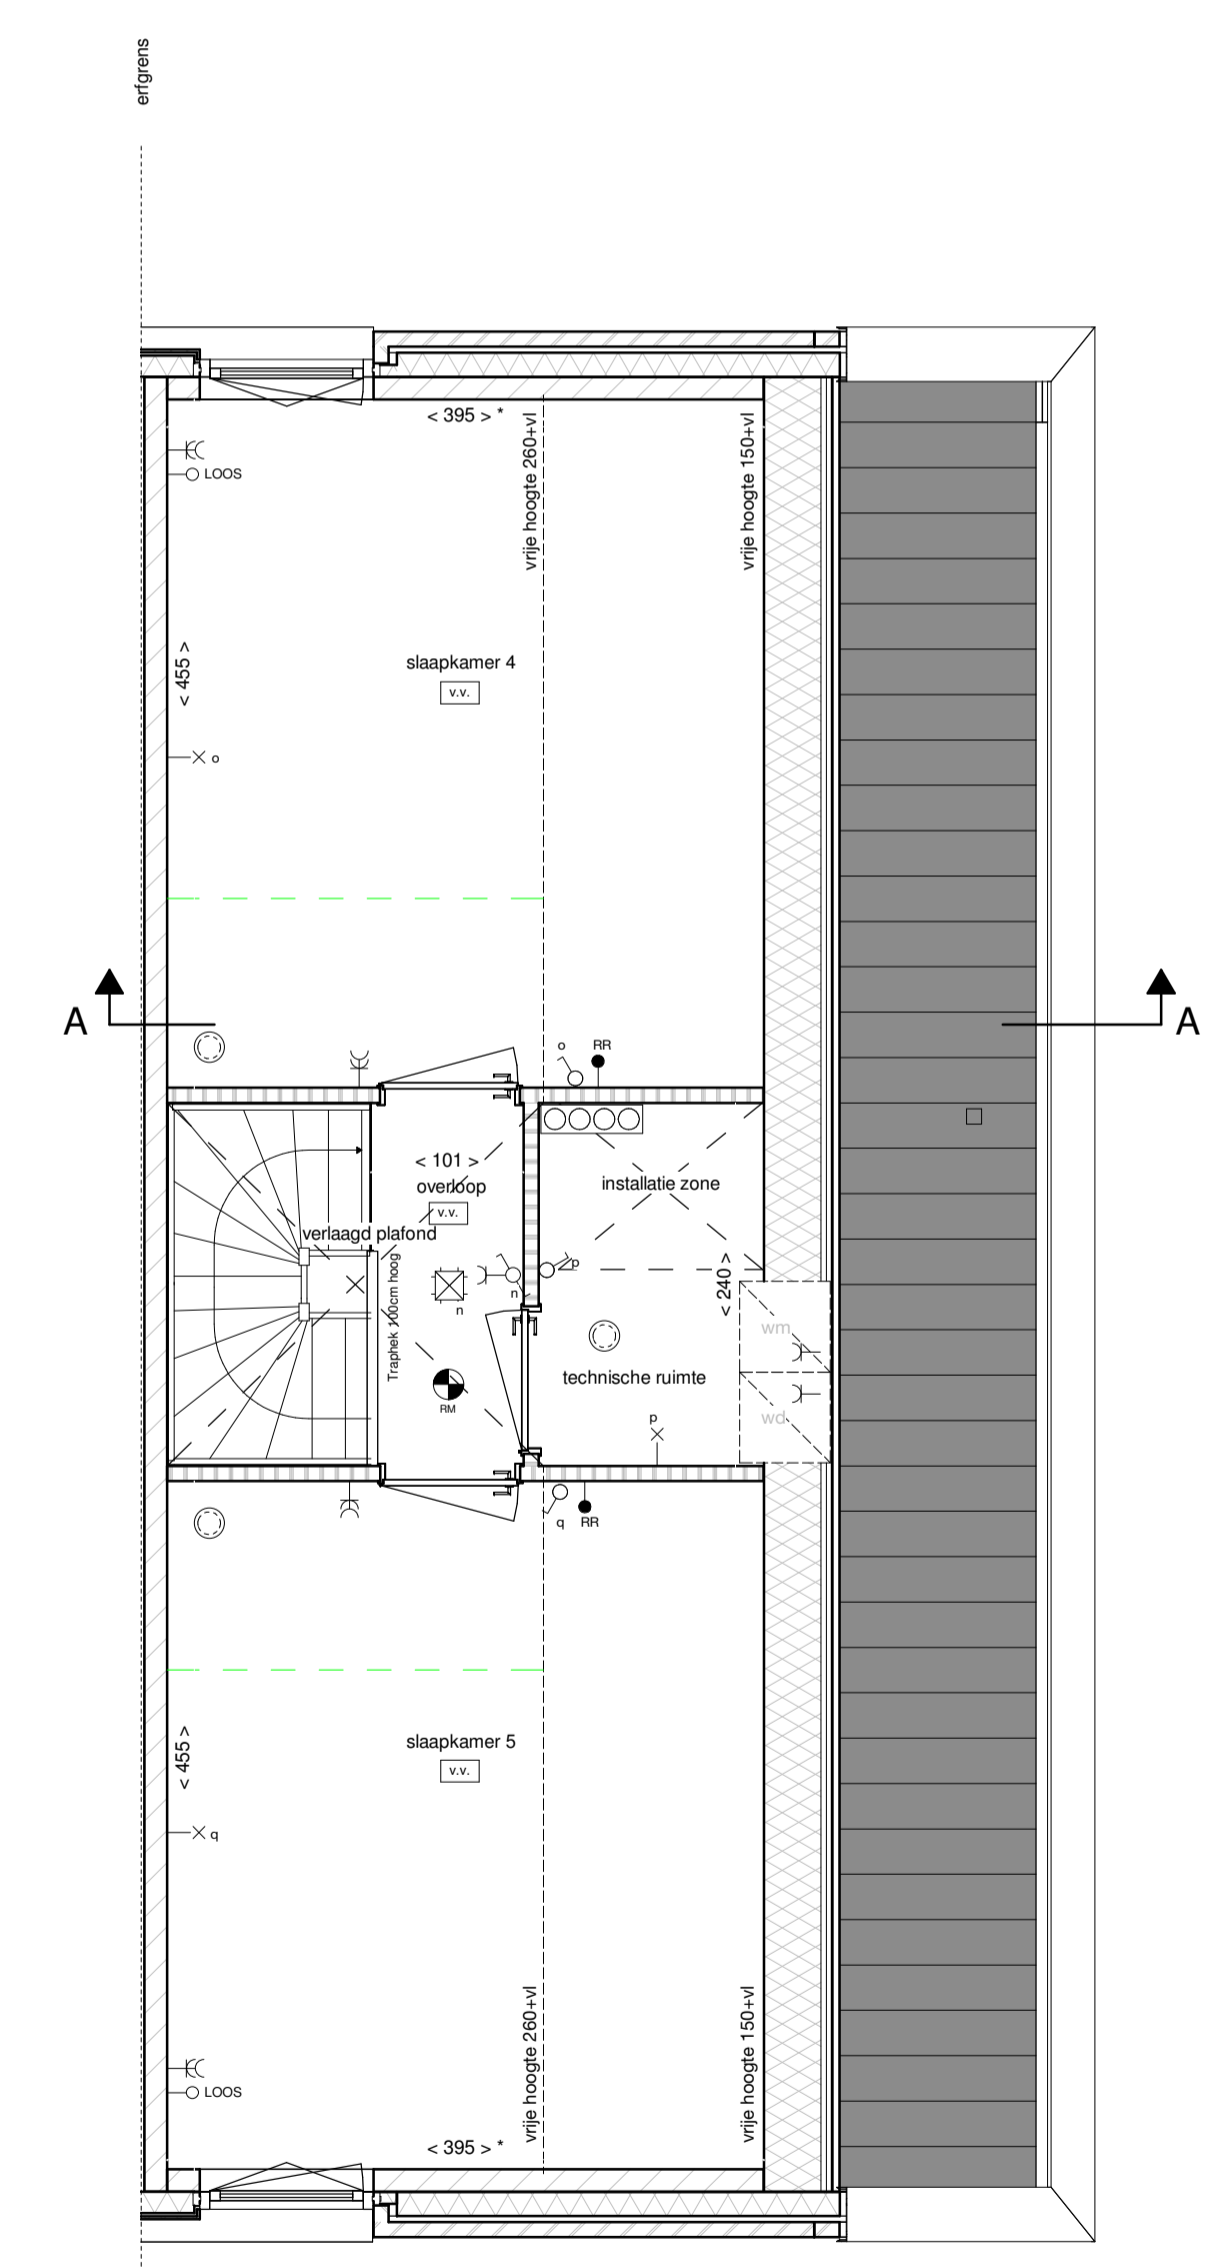 erfgrens
< 395 > *
vrije hoogte 260+vl
vrije hoogte 150+vl
LOOS
< 455 >
slaapkamer 4
v.v.
o
A
A
o
RR
< 101 >
overloop
v.v.
installatie zone
verlaagd plafond
Traphek 100cm hoog
n
n
p
< 240 >
wm
technische ruimte
RM
p
wd
q
RR
slaapkamer 5
v.v.
< 455 >
q
vrije hoogte 260+vl
vrije hoogte 150+vl
LOOS
< 395 > *